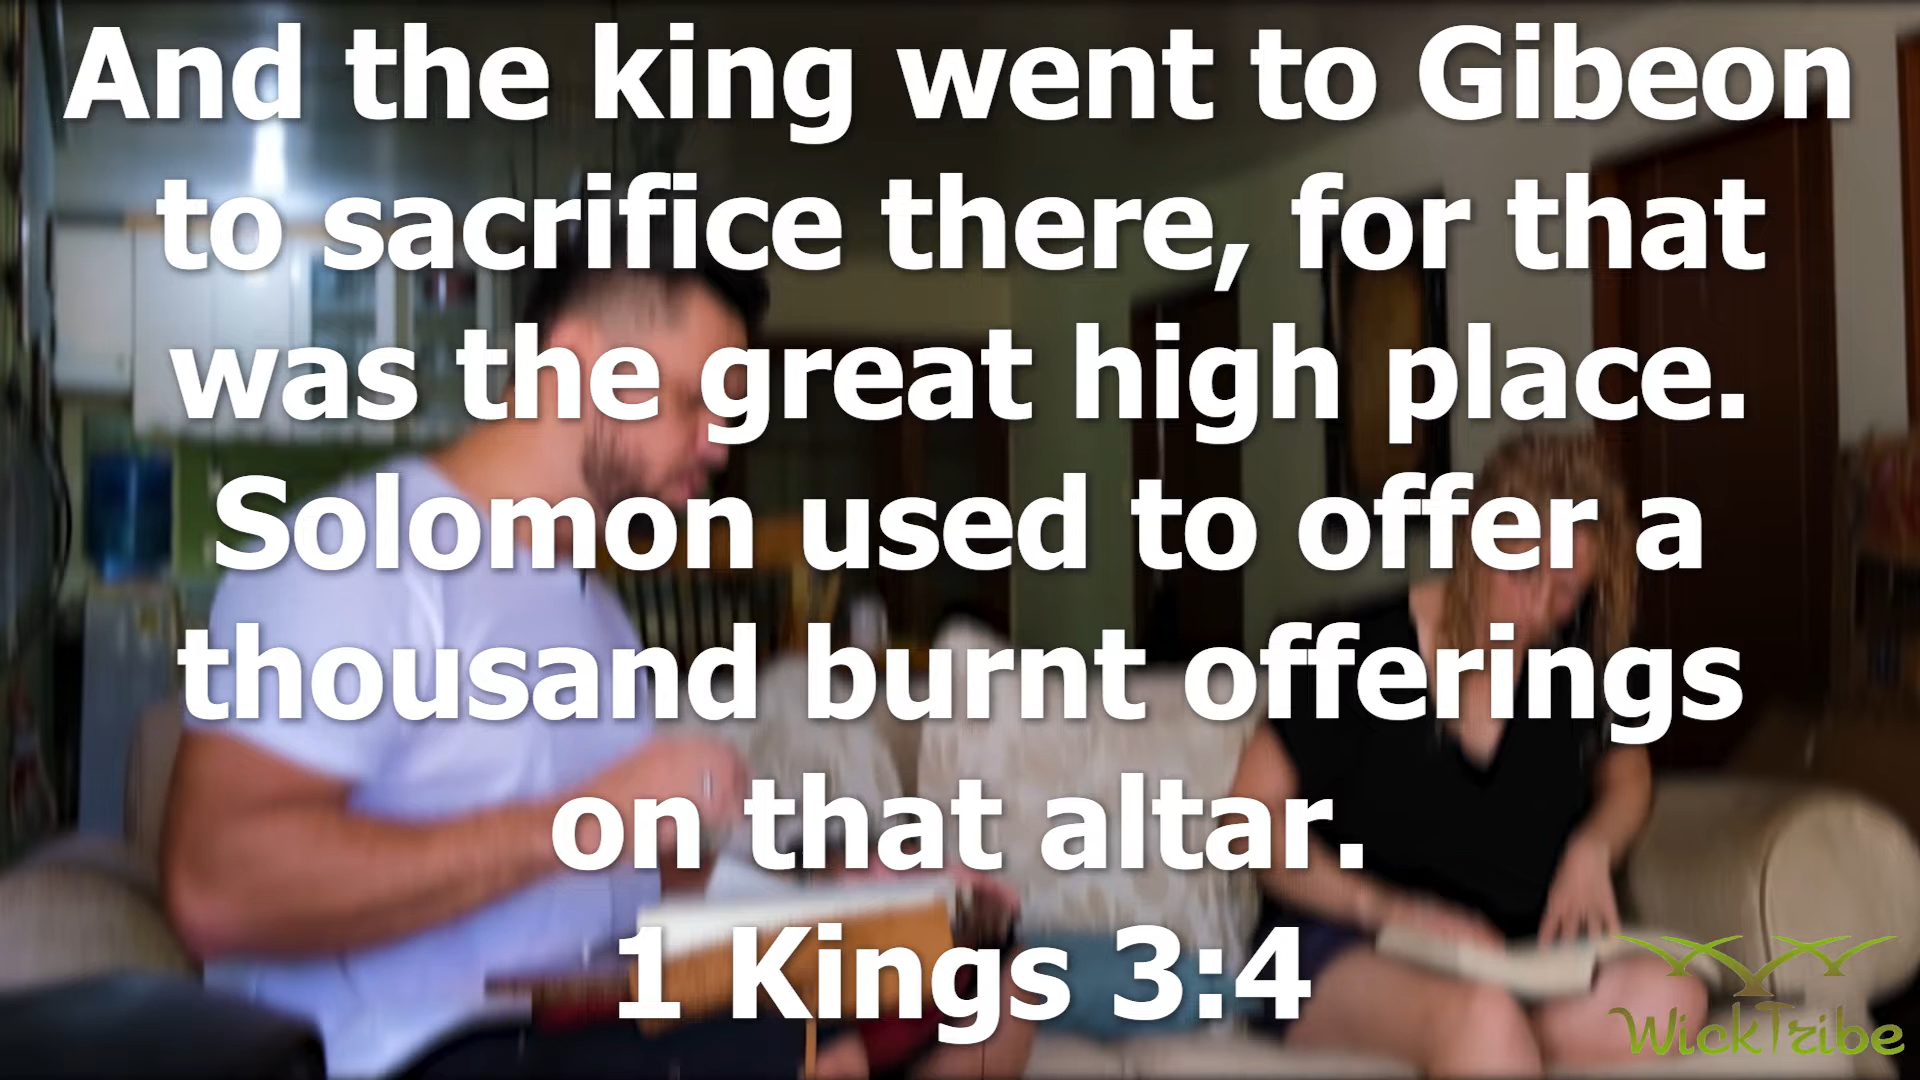 And the king went to Gibeon
to sacrifice there, for that
was the great high place.
Solomon used to offer a
thousand burnt offerings
on that altar.
1 Kings 3:4
WickTribe